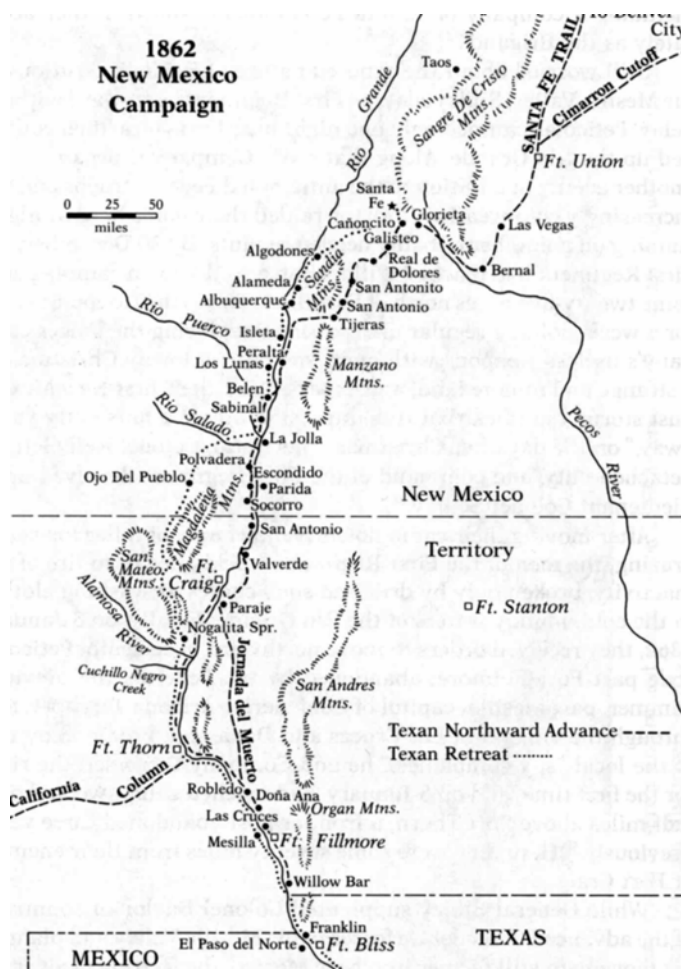 1862
New Mexico
Campaign
0 25 50
miles
Taos
Rio Grande
Sangre de Cristo
Mtns.
SANTA FE TRAIL
City
Cimarron Cutoff
Ft. Union
Santa
Fe
Glorieta
Las Vegas
Cañoncito
Galisteo
Bernal
Algodones
Real de
Dolores
Sandia
Mtns.
San Antonito
Alameda
San Antonio
Albuquerque
Tijeras
Rio
Puerco
Isleta
Peralta
Los Lunas
Manzano
Mtns.
Belen
Sabinal
Rio
Salado
La Jolla
Polvadera
Pecos
River
Ojo Del Pueblo
Escondido
Parida
Magdalena
Mtns.
Socorro
New Mexico
San Antonio
Territory
San
Mateo
Mtns.
Ft.
Craig
Valverde
Alamosa
River
Paraje
Ft. Stanton
Nogalita Spr.
Cuchillo Negro
Creek
Jornada del Muerto
San Andres
Mtns.
Texan Northward Advance
Texan Retreat
Ft. Thorn
California Column
Robledo
Doña Ana
Organ Mtns.
Las Cruces
Mesilla
Ft. Fillmore
Willow Bar
Franklin
El Paso del Norte
Ft. Bliss
MEXICO
TEXAS